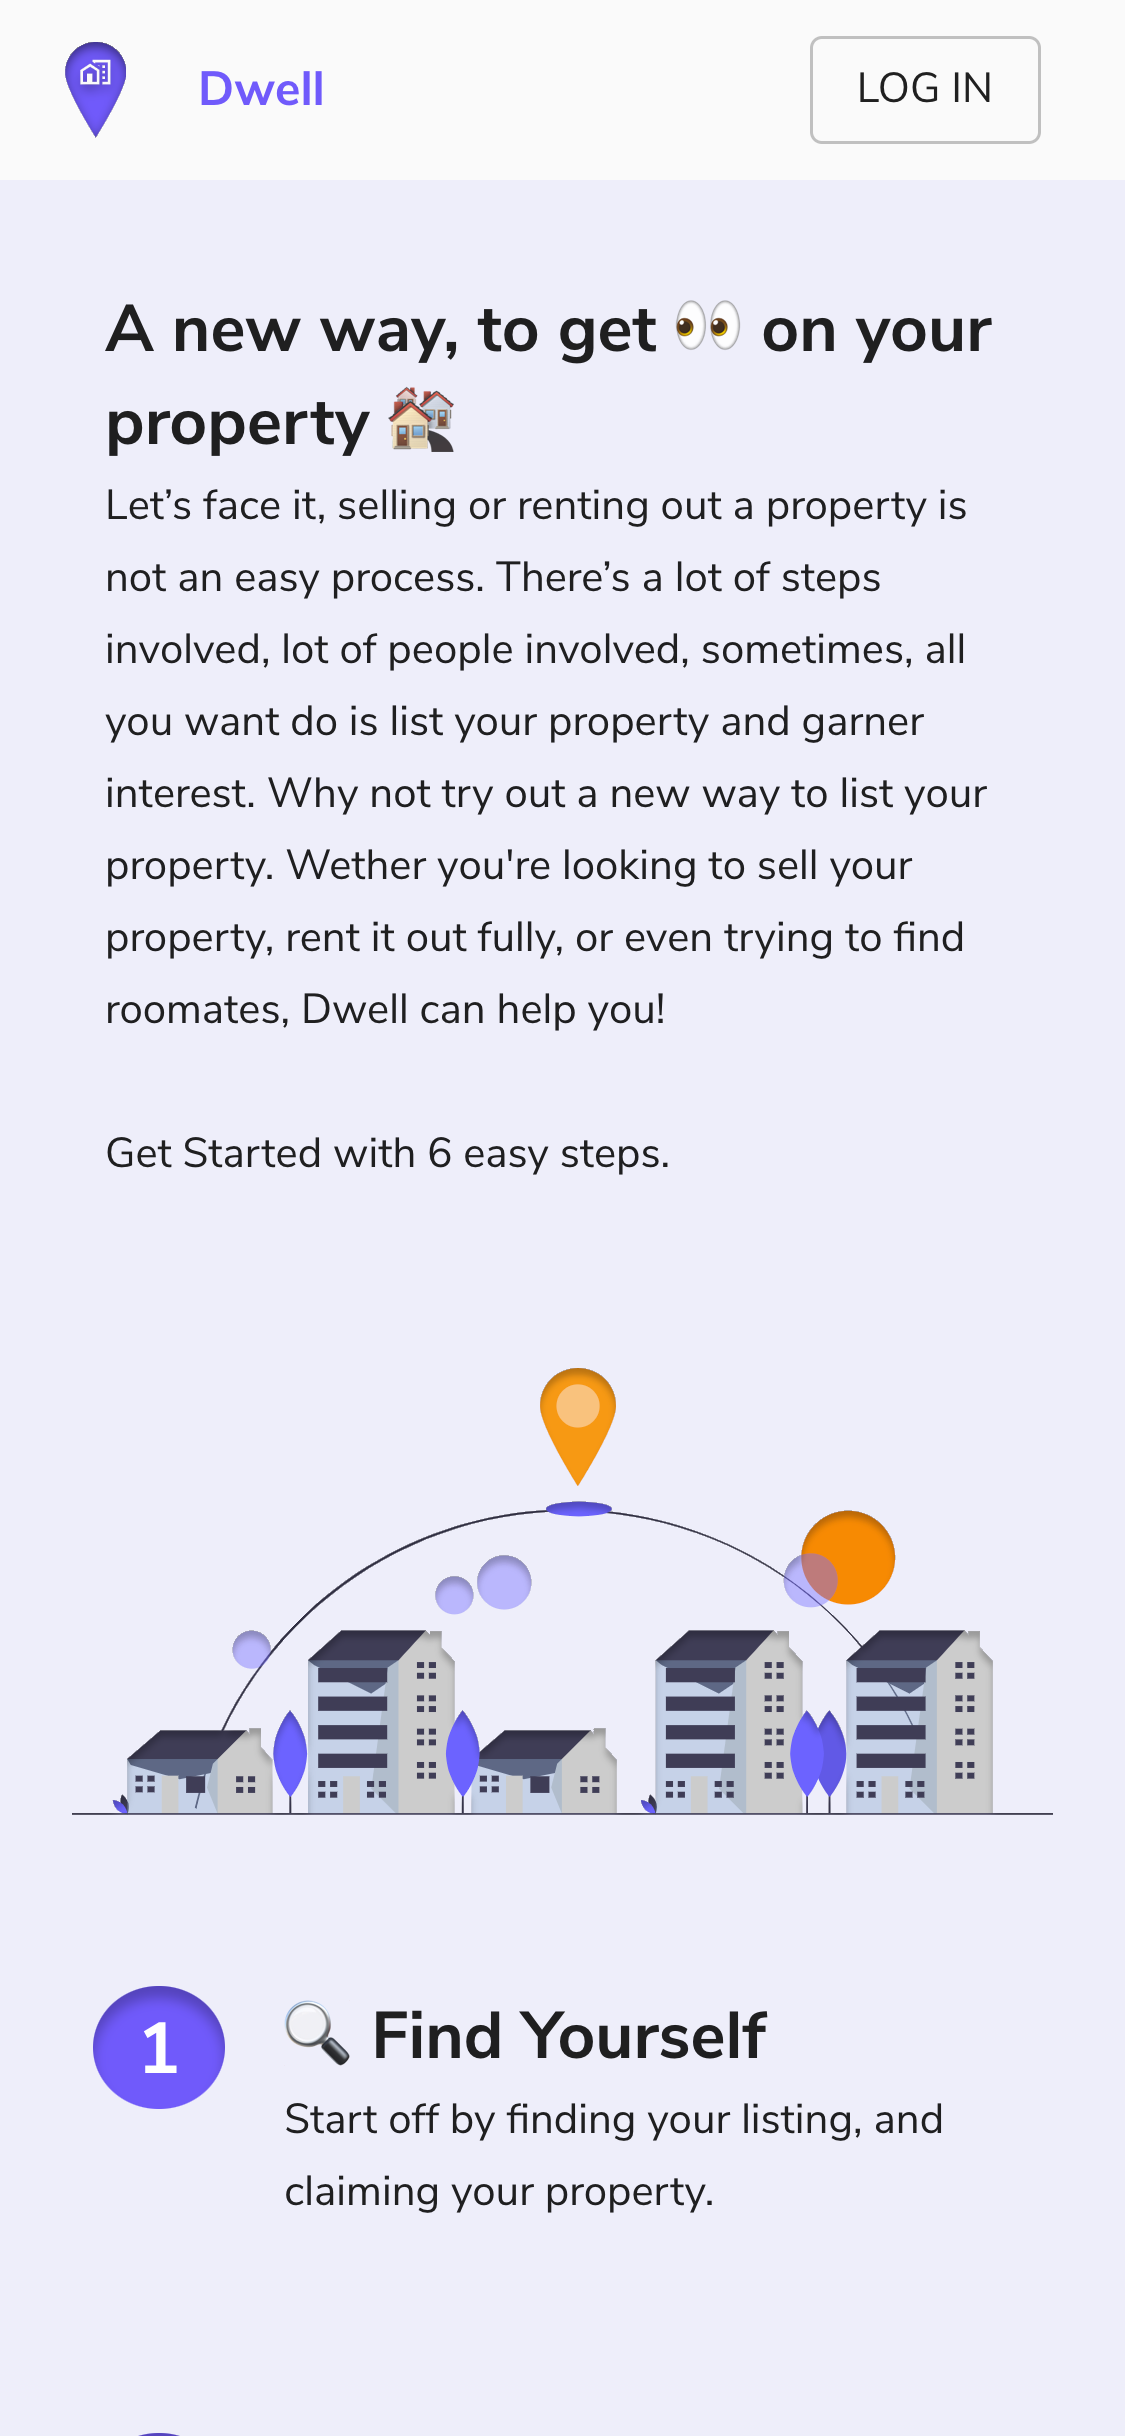 Dwell
LOG IN
A new way, to get 👀 on your
property 🏘️
Let’s face it, selling or renting out a property is
not an easy process. There’s a lot of steps
involved, lot of people involved, sometimes, all
you want do is list your property and garner
interest. Why not try out a new way to list your
property. Wether you're looking to sell your
property, rent it out fully, or even trying to find
roomates, Dwell can help you!
Get Started with 6 easy steps.
1
🔍 Find Yourself
Start off by finding your listing, and
claiming your property.